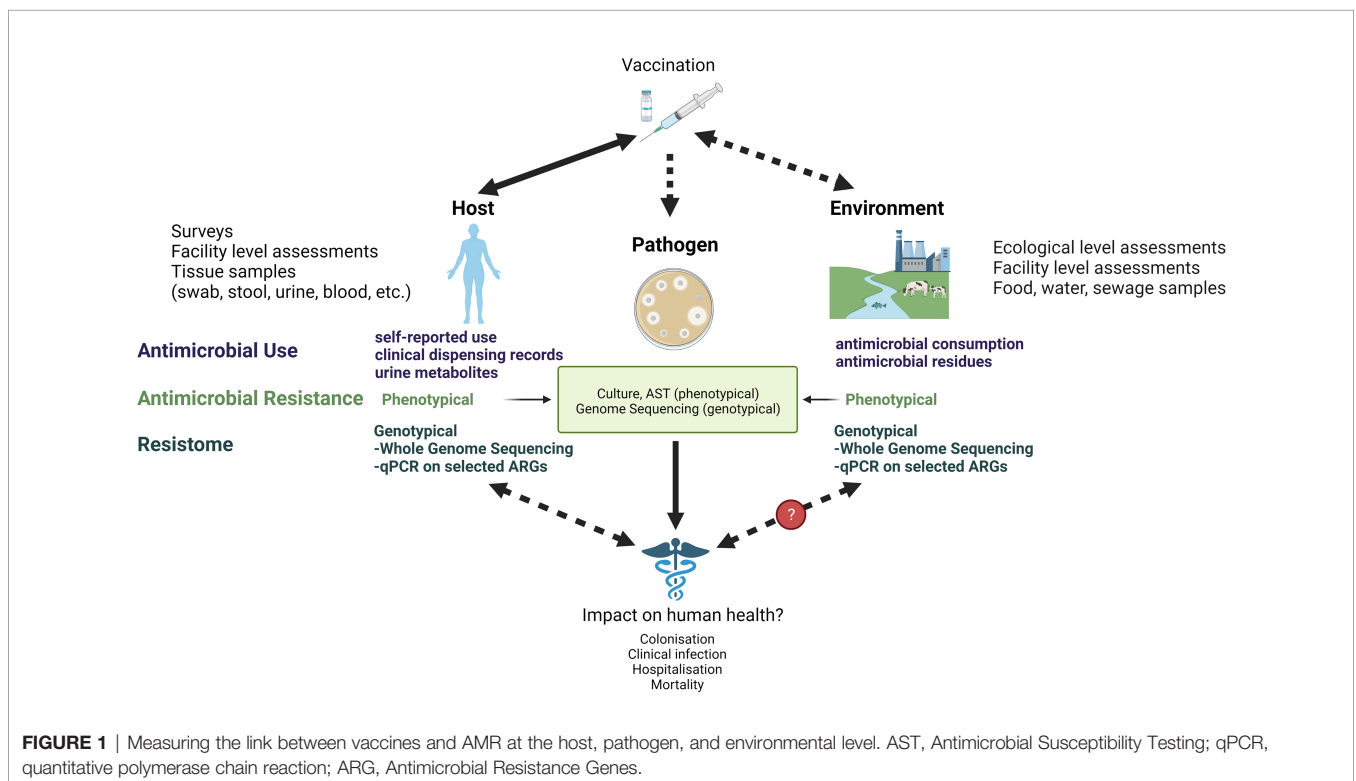 Vaccination
Host
Environment
Pathogen
Surveys
Facility level assessments
Tissue samples
(swab, stool, urine, blood, etc.)
Ecological level assessments
Facility level assessments
Food, water, sewage samples
Antimicrobial Use
self-reported use
clinical dispensing records
urine metabolites
antimicrobial consumption
antimicrobial residues
Antimicrobial Resistance
Phenotypical
Culture, AST (phenotypical)
Genome Sequencing (genotypical)
Phenotypical
Resistome
Genotypical
-Whole Genome Sequencing
-qPCR on selected ARGs
Genotypical
-Whole Genome Sequencing
-qPCR on selected ARGs
?
Impact on human health?
Colonisation
Clinical infection
Hospitalisation
Mortality
FIGURE 1 | Measuring the link between vaccines and AMR at the host, pathogen, and environmental level. AST, Antimicrobial Susceptibility Testing; qPCR,
quantitative polymerase chain reaction; ARG, Antimicrobial Resistance Genes.